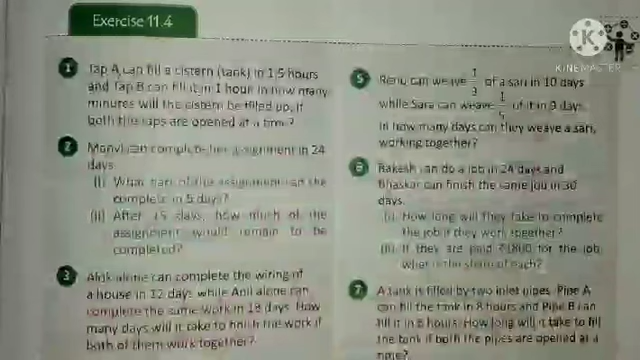 Exercise 11.4
KINEMASTER
1 Tap A can fill a cistern (tank) in 1.5 hours
and Tap B can fill it in 1 hour in how many
minutes will the cistern be filled up, if
both the taps are opened at a time?
2 can complete her assignment in 24
days.
(i) What part of the assignment can she
complete in 5 days?
(ii) After 15 days, how much of the
assignment would remain to be
completed?
3 Alok alone can complete the wiring of
a house in 12 days while Anil alone can
complete the same work in 18 days. How
many days will it take to finish the work if
both of them work together?
5 Renu can weave 1/3 of a sari in 10 days
while Sara can weave of it in 9 days.
In how many days can they weave a sari,
working together?
6 Rakesh can do a job in 24 days and
Bhaskar can finish the same job in 30
days.
(i) How long will they take to complete
the job if they work together?
(ii) If they are paid ₹1800 for the job,
what is the share of each?
7 A tank is filled by two inlet pipes. Pipe A
can fill the tank in 8 hours and Pipe B can
fill it in hours. How long will it take to fill
the tank if both the pipes are opened at a
time?